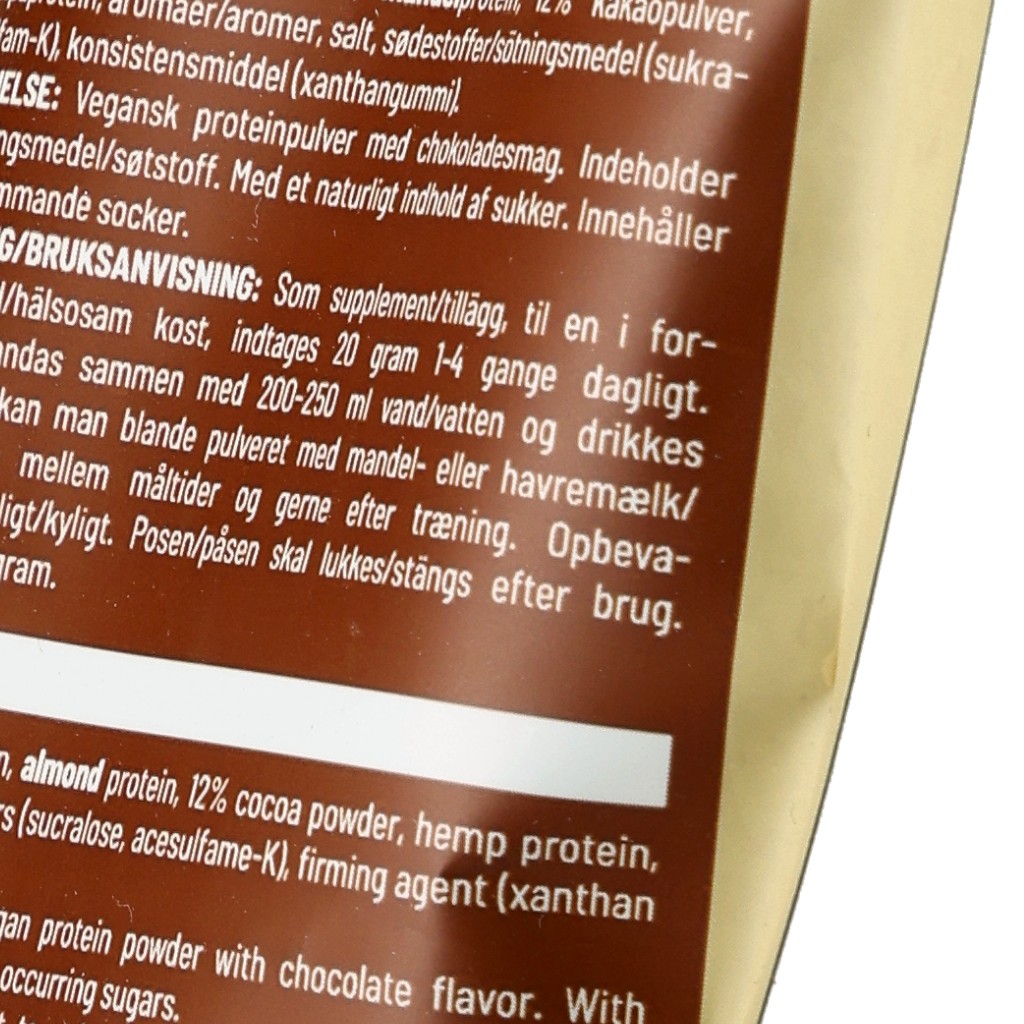 12% kakaopulver,
aromaer/aromer, salt, sødestoffer/sötningsmedel (sukra-
fam-K), konsistensmiddel (xanthangummi).
ELSE: Vegansk proteinpulver med chokoladesmag. Indeholder
ngsmedel/søtstoff. Med et naturligt indhold af sukker. Innehåller
mmande socker.
G/BRUKSANVISNING: Som supplement/tillägg, til en i for-
/hälsosam kost, indtages 20 gram 1-4 gange dagligt.
andas sammen med 200-250 ml vand/vatten og drikkes
kan man blande pulveret med mandel- eller havremælk/
mellem måltider og gerne efter træning. Opbeva-
ligt/kyligt. Posen/påsen skal lukkes/stängs efter brug.
gram.
n, almond protein, 12% cocoa powder, hemp protein,
rs (sucralose, acesulfame-K), firming agent (xanthan
gan protein powder with chocolate flavor. With
occurring sugars.